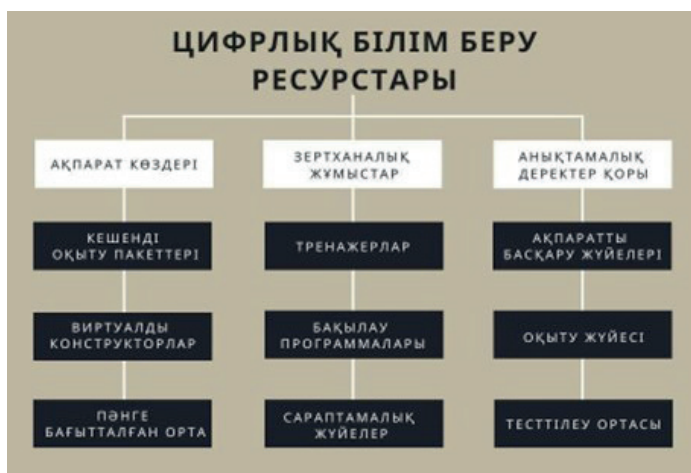 ЦИФРЛЫҚ БІЛІМ БЕРУ
РЕСУРСТАРЫ
АҚПАРАТ КӨЗДЕРІ
ЗЕРТХАНАЛЫҚ
ЖҰМЫСТАР
АНЫҚТАМАЛЫҚ
ДЕРЕКТЕР ҚОРЫ
КЕШЕНДІ
ОҚЫТУ ПАКЕТТЕРІ
ТРЕНАЖЕРЛАР
АҚПАРАТТЫ
БАСҚАРУ ЖҮЙЕЛЕРІ
ВИРТУАЛДЫ
КОНСТРУКТОРЛАР
БАҚЫЛАУ
ПРОГРАММАЛАРЫ
ОҚЫТУ ЖҮЙЕСІ
ПӘНГЕ
БАҒЫТТАЛҒАН ОРТА
САРАПТАМАЛЫҚ
ЖҮЙЕЛЕР
ТЕСТТІЛЕУ ОРТАСЫ